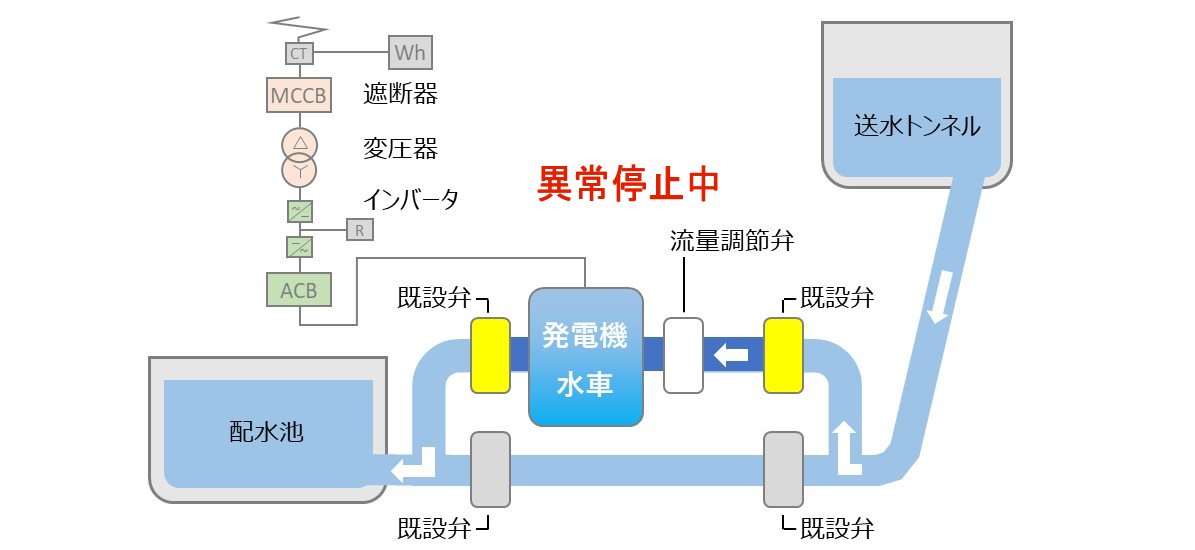 CT
Wh
MCCB
遮断器
変圧器
インバータ
R
ACB
異常停止中
送水トンネル
流量調節弁
既設弁
既設弁
発電機
水車
配水池
既設弁
既設弁